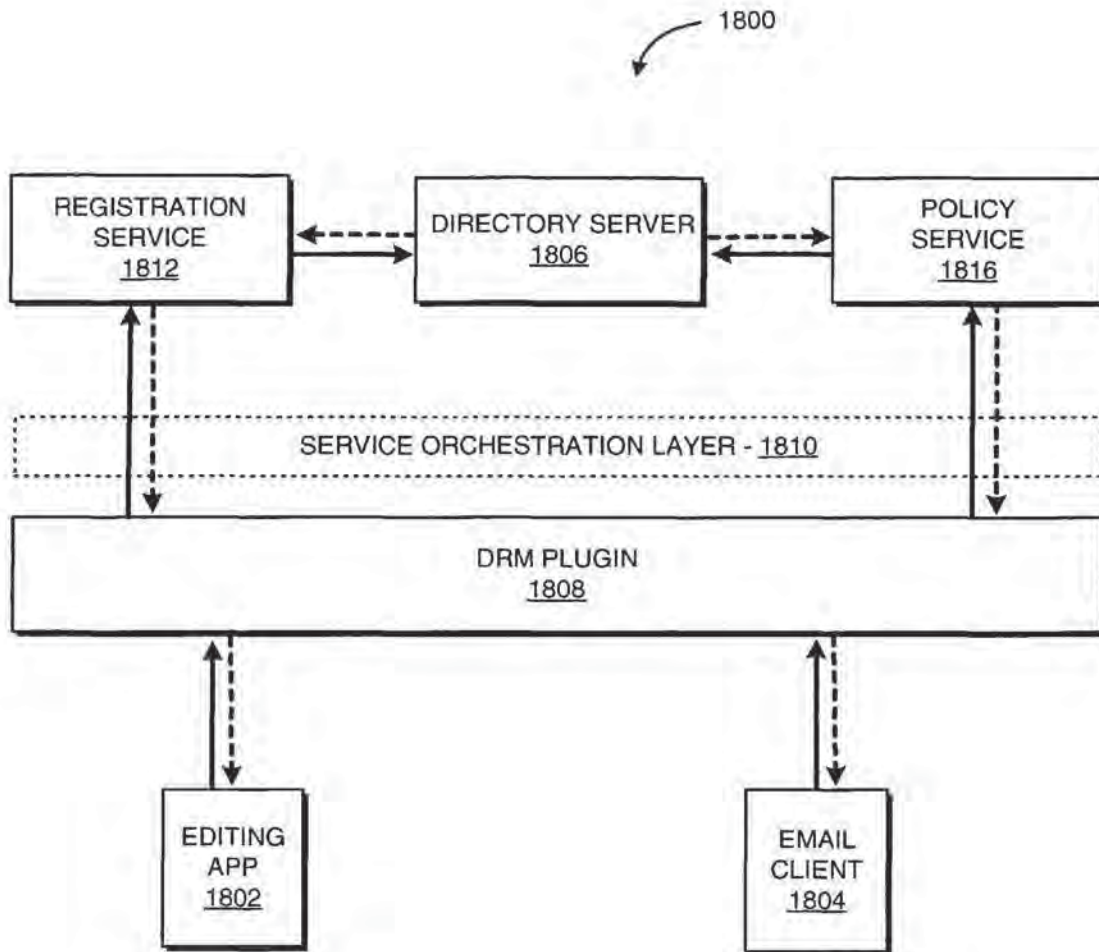 1800
REGISTRATION
SERVICE
1812
DIRECTORY SERVER
1806
POLICY
SERVICE
1816
SERVICE ORCHESTRATION LAYER - 1810
DRM PLUGIN
1808
EDITING
APP
1802
EMAIL
CLIENT
1804